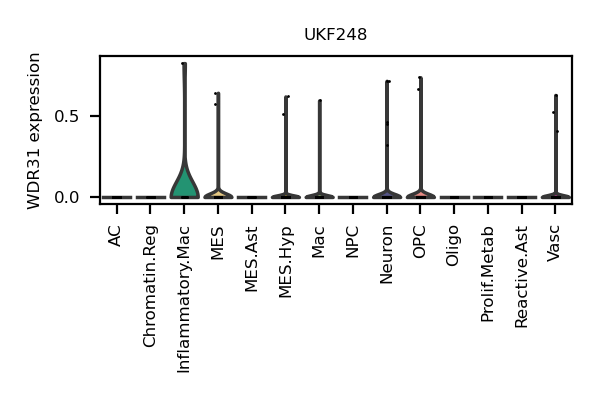 UKF248
WDR31 expression
0.5
0.0
AC
Chromatin.Reg
Inflammatory.Mac
MES
MES.Ast
MES.Hyp
Mac
NPC
Neuron
OPC
Oligo
Prolif.Metab
Reactive.Ast
Vasc